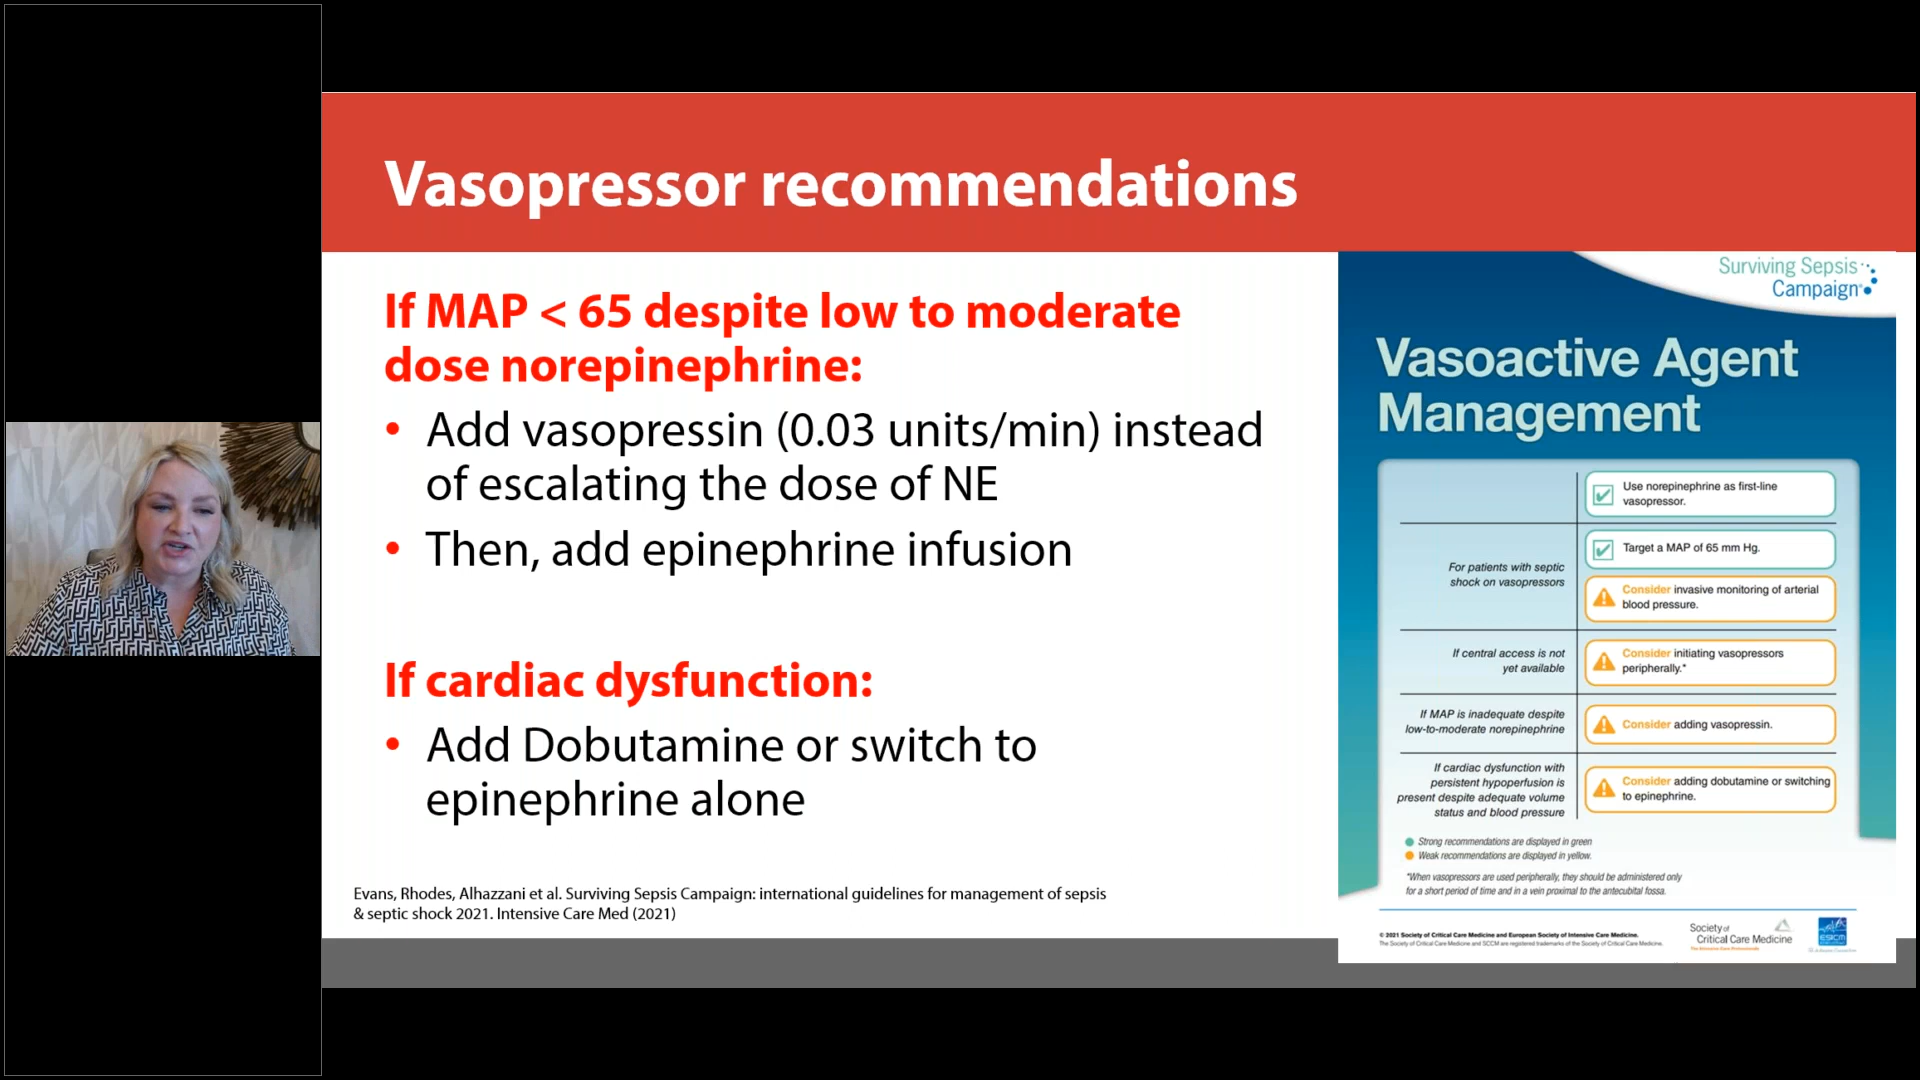 Vasopressor recommendations
If MAP < 65 despite low to moderate
dose norepinephrine:
• Add vasopressin (0.03 units/min) instead
of escalating the dose of NE
• Then, add epinephrine infusion
If cardiac dysfunction:
• Add Dobutamine or switch to
epinephrine alone
Evans, Rhodes, Alhazzani et al. Surviving Sepsis Campaign: international guidelines for management of sepsis
& septic shock 2021. Intensive Care Med (2021)
Surviving Sepsis
Campaign
Vasoactive Agent
Management
For patients with septic
shock on vasopressors
Use norepinephrine as first-line
vasopressor.
Target a MAP of 65 mm Hg.
Consider invasive monitoring of arterial
blood pressure.
If central access is not
yet available
Consider initiating vasopressors
peripherally.*
If MAP is inadequate despite
low-to-moderate norepinephrine
Consider adding vasopressin.
If cardiac dysfunction with
persistent hypoperfusion is
present despite adequate volume
status and blood pressure
Consider adding dobutamine or switching
to epinephrine.
Strong recommendations are displayed in green
Weak recommendations are displayed in yellow.
*When vasopressors are used peripherally, they should be administered only
for a short period of time and in a vein proximal to the antecubital fossa.
© 2021 Society of Critical Care Medicine and European Society of Intensive Care Medicine.
The Society of Critical Care Medicine and SCCM are registered trademarks of the Society of Critical Care Medicine.
Society of
Critical Care Medicine
The Intensive Care Professionals
ESICM